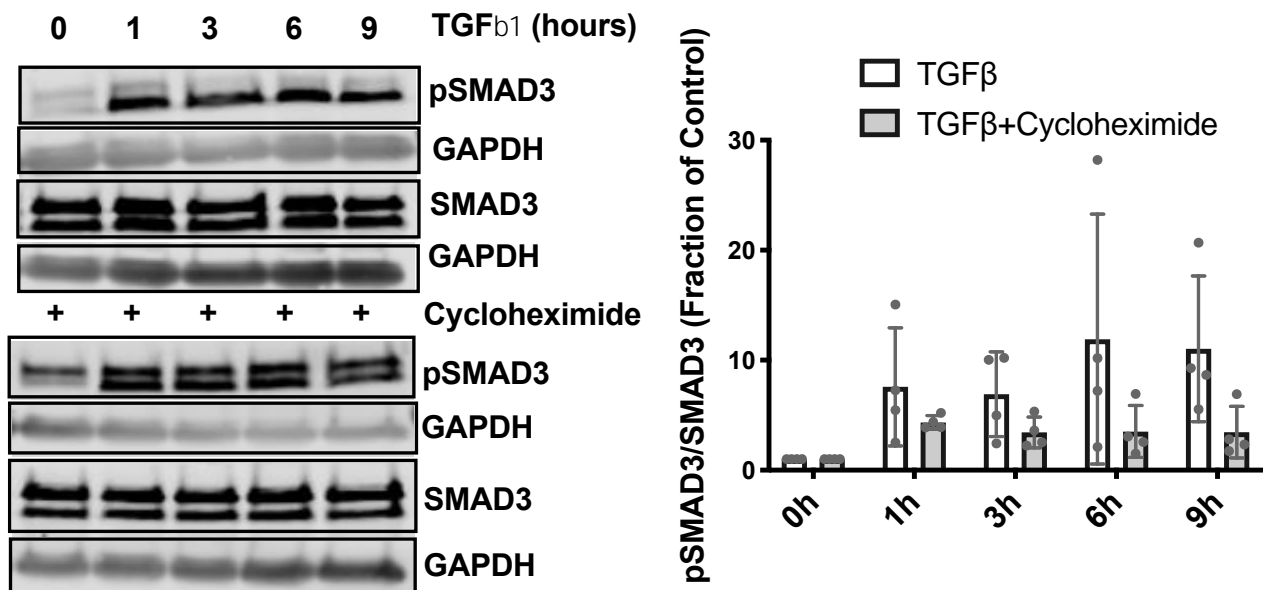 0 1 3 6 9 TGFb1 (hours)
pSMAD3
GAPDH
SMAD3
GAPDH
+ + + + + Cycloheximide
pSMAD3
GAPDH
SMAD3
GAPDH
TGFβ
TGFβ+Cycloheximide
pSMAD3/SMAD3 (Fraction of Control)
30
20
10
0
0h 1h 3h 6h 9h